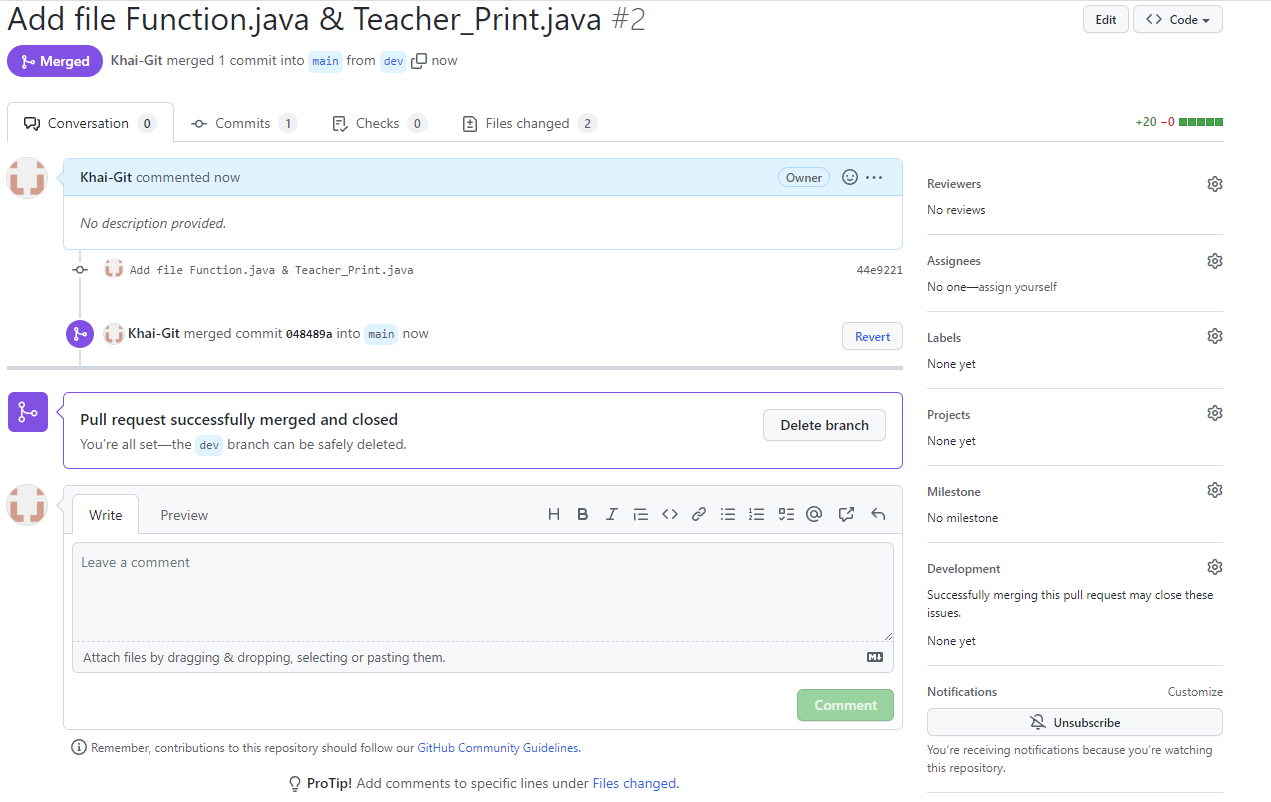 Add file Function.java & Teacher_Print.java #2
Edit
Code
Merged
Khai-Git merged 1 commit into main from dev now
Conversation 0
Commits 1
Checks 0
Files changed 2
+20 −0
Khai-Git commented now
Owner
No description provided.
Add file Function.java & Teacher_Print.java
44e9221
Khai-Git merged commit 048489a into main now
Revert
Pull request successfully merged and closed
You're all set—the dev branch can be safely deleted.
Delete branch
Write
Preview
Leave a comment
Attach files by dragging & dropping, selecting or pasting them.
Comment
Remember, contributions to this repository should follow our GitHub Community Guidelines.
ProTip! Add comments to specific lines under Files changed.
Reviewers
No reviews
Assignees
No one—assign yourself
Labels
None yet
Projects
None yet
Milestone
No milestone
Development
Successfully merging this pull request may close these
issues.
None yet
Notifications
Customize
Unsubscribe
You're receiving notifications because you're watching
this repository.